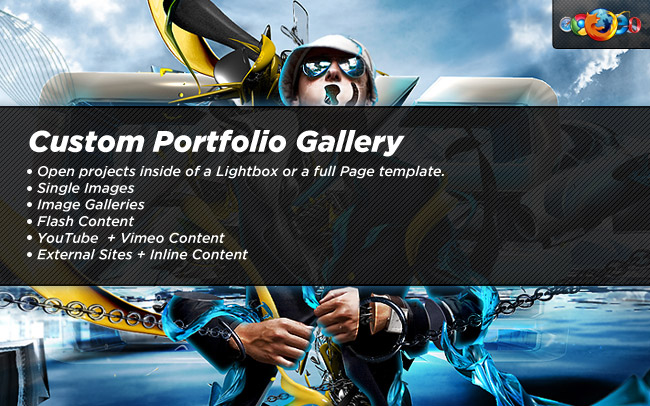 Custom Portfolio Gallery
• Open projects inside of a Lightbox or a full Page template.
• Single Images
• Image Galleries
• Flash Content
• YouTube + Vimeo Content
• External Sites + Inline Content